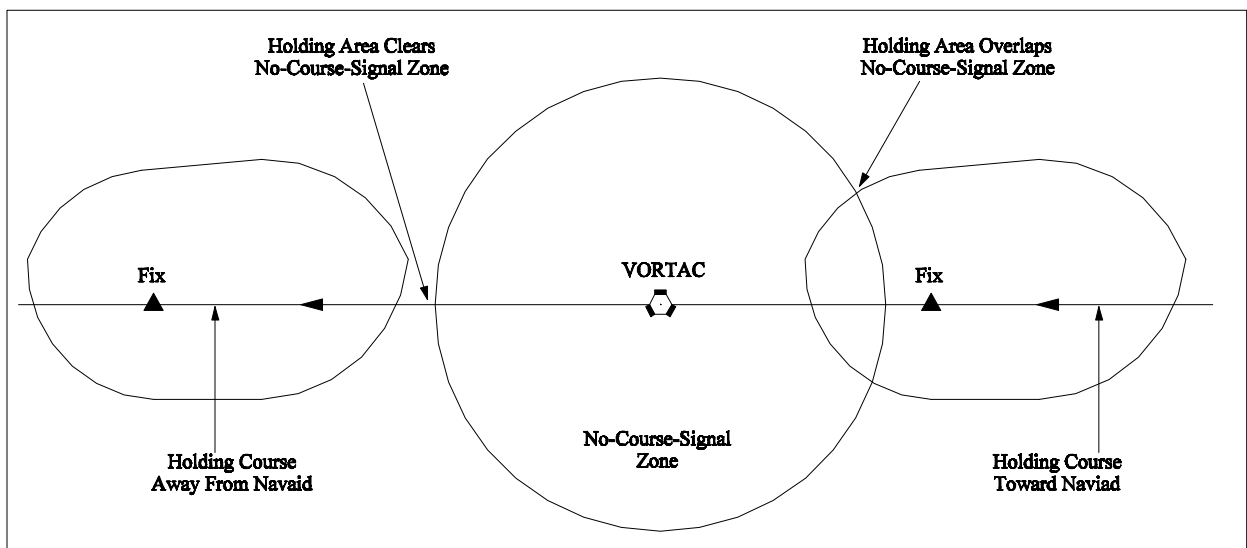 Holding Area Clears
No-Course-Signal Zone
Holding Area Overlaps
No-Course-Signal Zone
Fix
VORTAC
Fix
No-Course-Signal
Zone
Holding Course
Away From Navaid
Holding Course
Toward Naviad